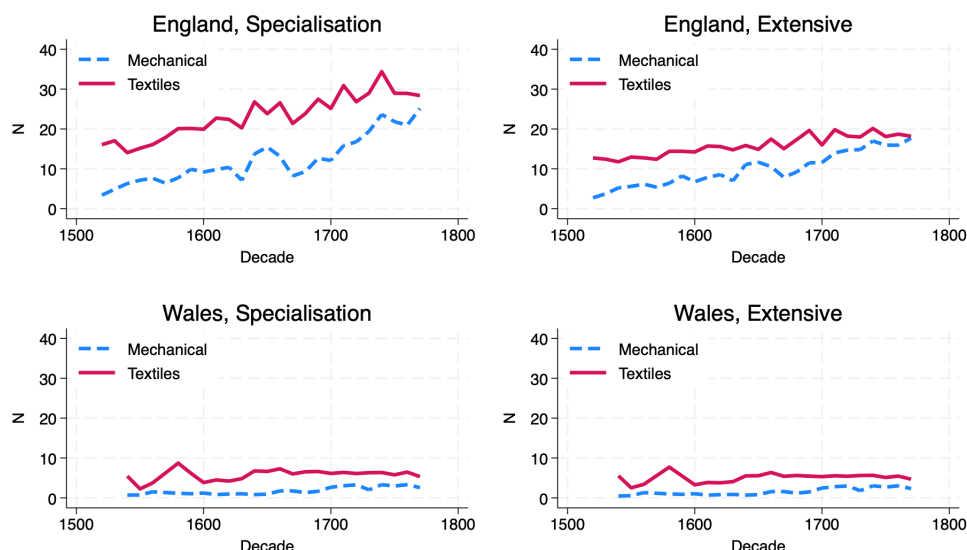 England, Specialisation
40
30
20
10
0
N
Mechanical
Textiles
1500 1600 1700 1800
Decade
England, Extensive
40
30
20
10
0
N
Mechanical
Textiles
1500 1600 1700 1800
Decade
Wales, Specialisation
40
30
20
10
0
N
Mechanical
Textiles
1500 1600 1700 1800
Decade
Wales, Extensive
40
30
20
10
0
N
Mechanical
Textiles
1500 1600 1700 1800
Decade